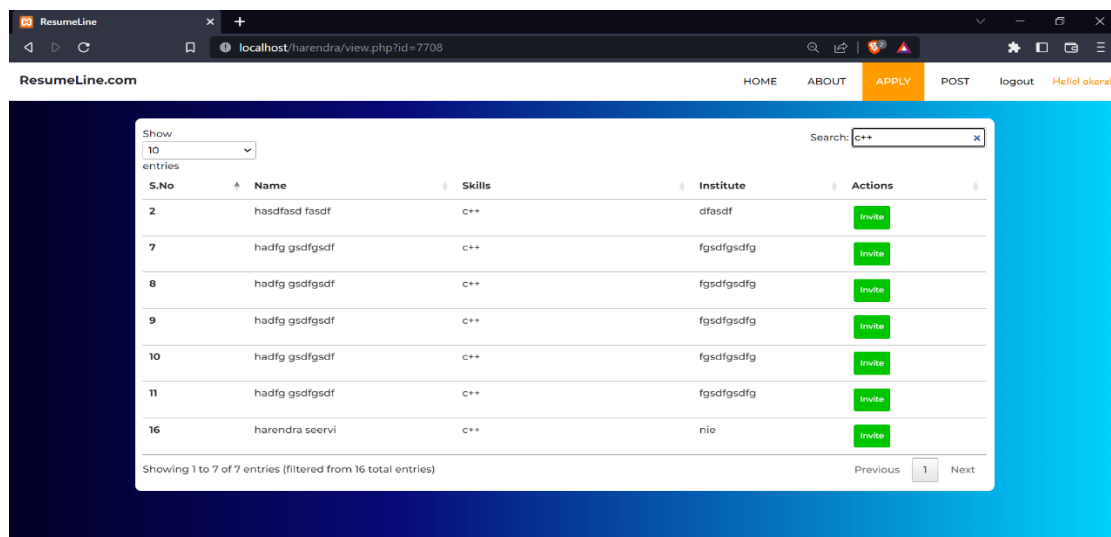 ResumeLine
localhost/harendra/view.php?id=7708
ResumeLine.com HOME ABOUT APPLY POST logout
Show
10
entries
Search: c++
S.No Name Skills Institute Actions
2 hasdfasd fasdf c++ dfasdf Invite
7 hadfg gsdfgsdf c++ fgsdfgsdfg Invite
8 hadfg gsdfgsdf c++ fgsdfgsdfg Invite
9 hadfg gsdfgsdf c++ fgsdfgsdfg Invite
10 hadfg gsdfgsdf c++ fgsdfgsdfg Invite
11 hadfg gsdfgsdf c++ fgsdfgsdfg Invite
16 harendra seervi c++ nie Invite
Showing 1 to 7 of 7 entries (filtered from 16 total entries)
Previous 1 Next